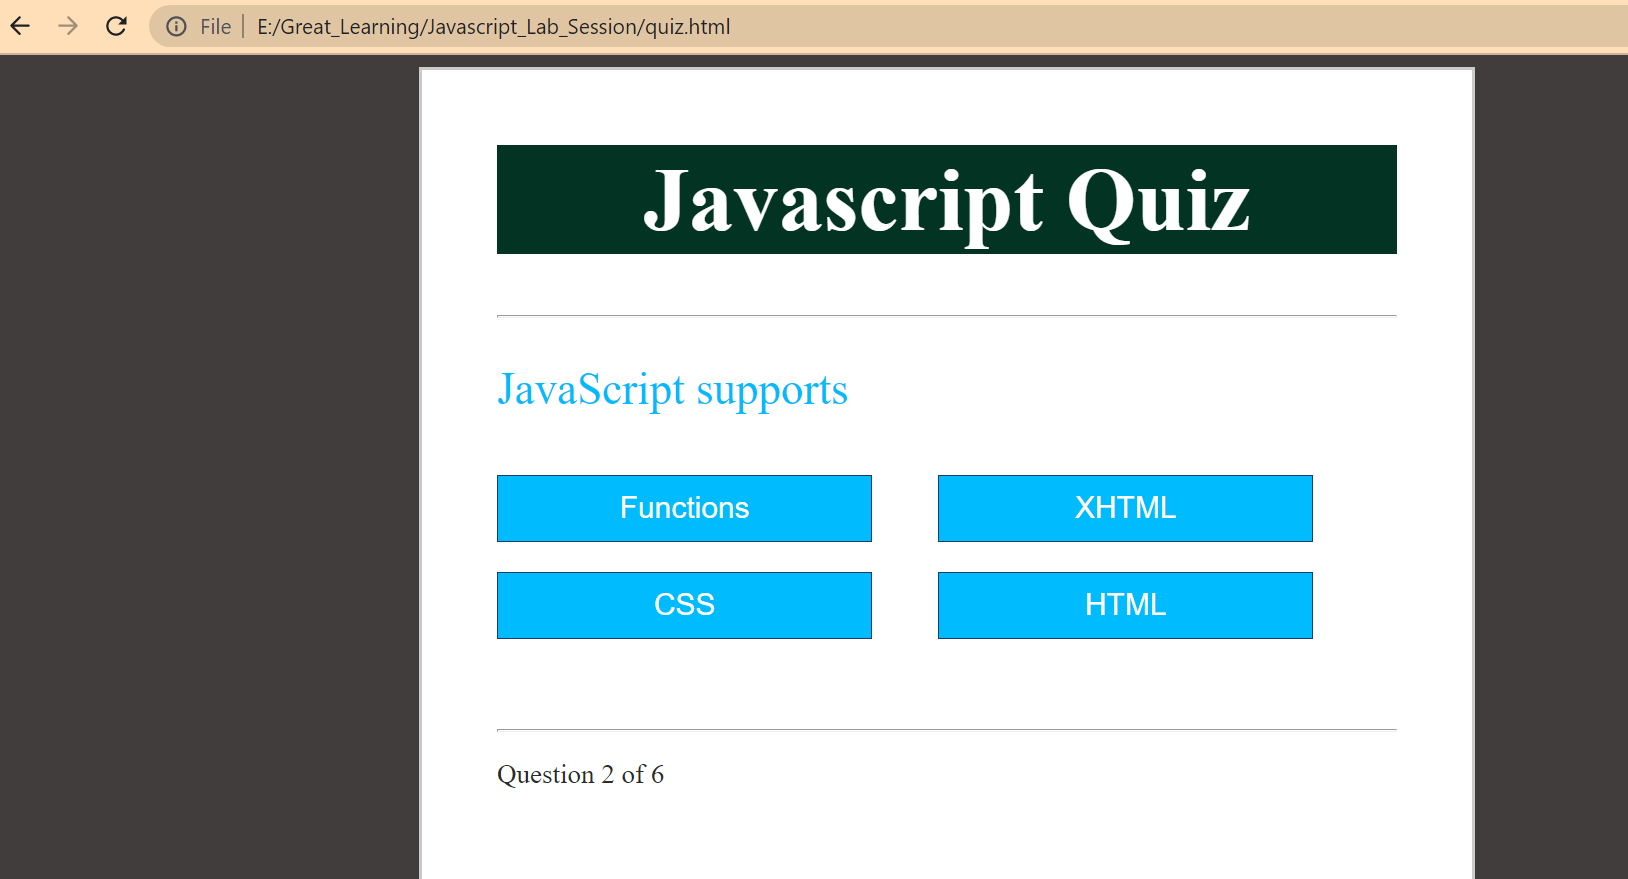 File E:/Great_Learning/Javascript_Lab_Session/quiz.html
Javascript Quiz
JavaScript supports
Functions XHTML
CSS HTML
Question 2 of 6